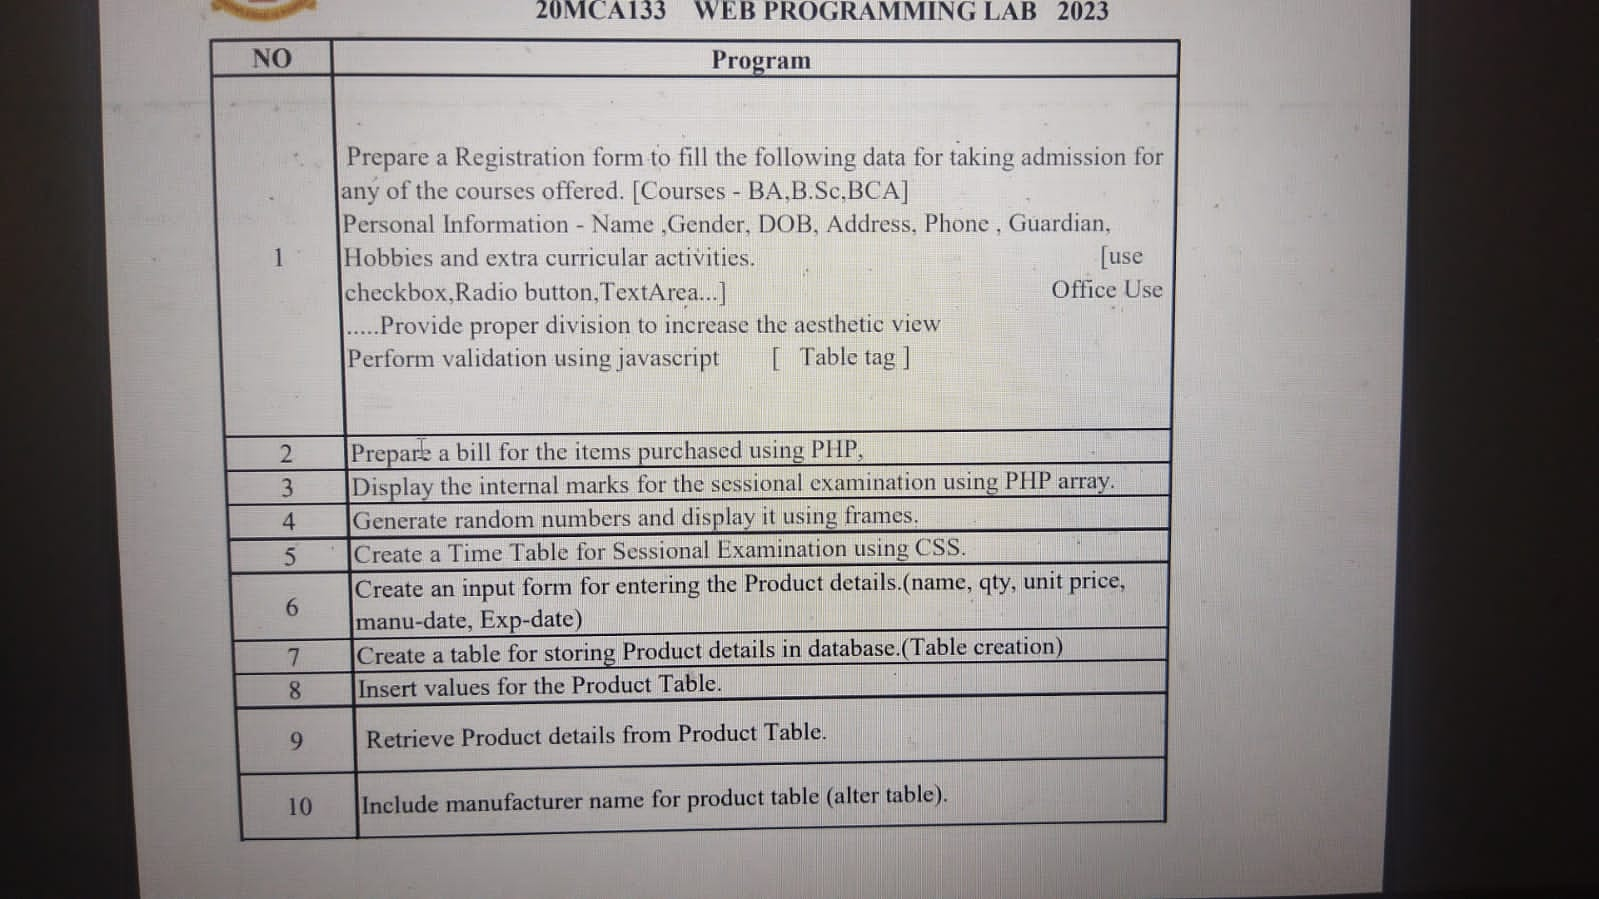 20MCA133 WEB PROGRAMMING LAB 2023
NO Program
1
Prepare a Registration form to fill the following data for taking admission for
any of the courses offered. [Courses - BA,B.Sc,BCA]
Personal Information - Name ,Gender, DOB, Address, Phone , Guardian,
Hobbies and extra curricular activities. [use
checkbox,Radio button,TextArea...] Office Use
.....Provide proper division to increase the aesthetic view
Perform validation using javascript [ Table tag ]
2 Prepare a bill for the items purchased using PHP,
3 Display the internal marks for the sessional examination using PHP array.
4 Generate random numbers and display it using frames.
5 Create a Time Table for Sessional Examination using CSS.
6 Create an input form for entering the Product details.(name, qty, unit price,
manu-date, Exp-date)
7 Create a table for storing Product details in database.(Table creation)
8 Insert values for the Product Table.
9 Retrieve Product details from Product Table.
10 Include manufacturer name for product table (alter table).